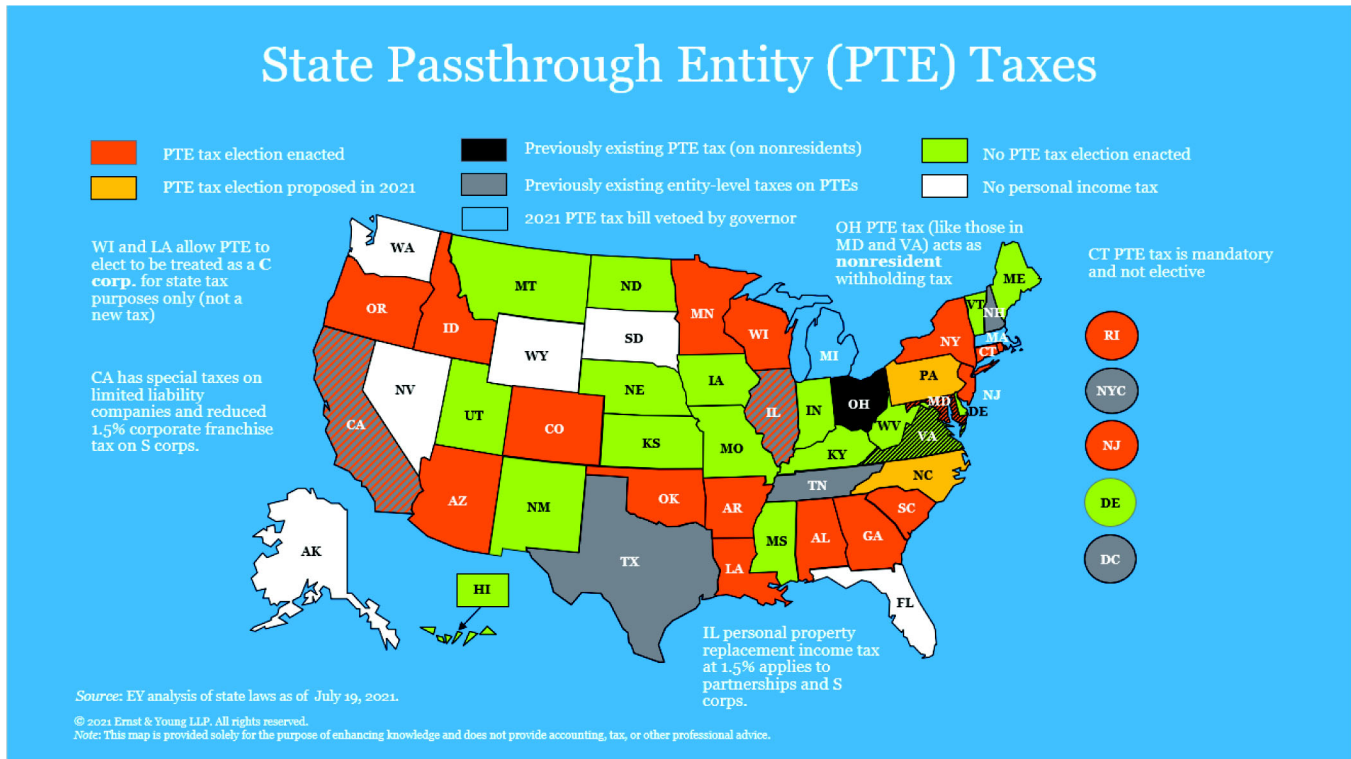 State Passthrough Entity (PTE) Taxes
PTE tax election enacted
Previously existing PTE tax (on nonresidents)
No PTE tax election enacted
PTE tax election proposed in 2021
Previously existing entity-level taxes on PTEs
No personal income tax
2021 PTE tax bill vetoed by governor
WI and LA allow PTE to
elect to be treated as a C
corp. for state tax
purposes only (not a
new tax)
CA has special taxes on
limited liability
companies and reduced
1.5% corporate franchise
tax on S corps.
OH PTE tax (like those in
MD and VA) acts as
nonresident
withholding tax
CT PTE tax is mandatory
and not elective
WA
OR
ID
MT
ND
MN
WI
MI
SD
WY
NV
CA
UT
CO
NE
IA
KS
MO
IL
IN
OH
KY
WV
VA
PA
NY
VT
NH
ME
MA
CT
NJ
MD
DE
AZ
NM
OK
AR
TN
NC
SC
TX
LA
MS
AL
GA
FL
AK
HI
RI
NYC
NJ
DE
DC
IL personal property
replacement income tax
at 1.5% applies to
partnerships and S
corps.
Source: EY analysis of state laws as of July 19, 2021.
© 2021 Ernst & Young LLP. All rights reserved.
Note: This map is provided solely for the purpose of enhancing knowledge and does not provide accounting, tax, or other professional advice.